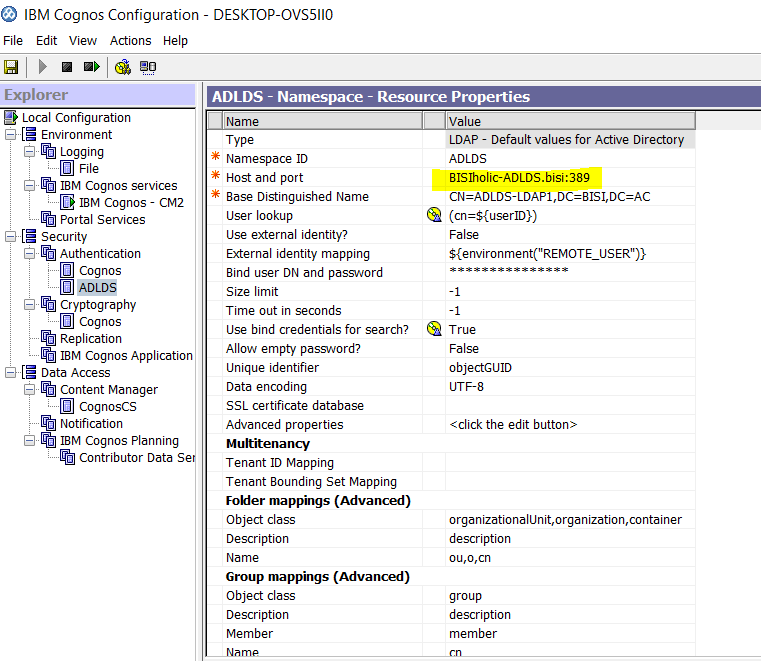 IBM Cognos Configuration - DESKTOP-OVS5II0
File Edit View Actions Help
Explorer
Local Configuration
Environment
Logging
File
IBM Cognos services
IBM Cognos - CM2
Portal Services
Security
Authentication
Cognos
ADLDS
Cryptography
Cognos
Replication
IBM Cognos Application
Data Access
Content Manager
CognosCS
Notification
IBM Cognos Planning
Contributor Data Ser
ADLDS - Namespace - Resource Properties
Name Value
Type LDAP - Default values for Active Directory
* Namespace ID ADLDS
* Host and port BISIholic-ADLDS.bisi:389
* Base Distinguished Name CN=ADLDS-LDAP1,DC=BISI,DC=AC
User lookup (cn=${userID})
Use external identity? False
External identity mapping ${environment("REMOTE_USER")}
Bind user DN and password ***************
Size limit -1
Time out in seconds -1
Use bind credentials for search? True
Allow empty password? False
Unique identifier objectGUID
Data encoding UTF-8
SSL certificate database
Advanced properties <click the edit button>
Multitenancy
Tenant ID Mapping
Tenant Bounding Set Mapping
Folder mappings (Advanced)
Object class organizationalUnit,organization,container
Description description
Name ou,o,cn
Group mappings (Advanced)
Object class group
Description description
Member member
Name cn